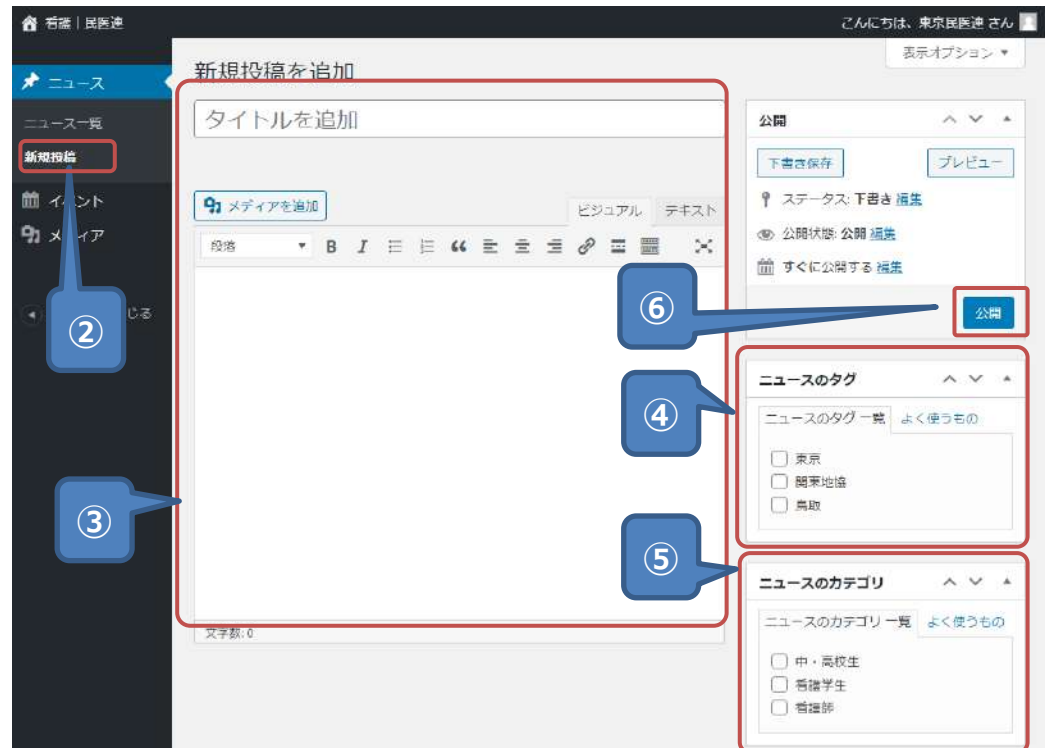 看護｜民医連
こんにちは、東京民医連 さん
表示オプション ▼
ニュース
ニュース一覧
新規投稿
イベント
メ ィア
じる
②
新規投稿を追加
タイトルを追加
メディアを追加
ビジュアル テキスト
段落
文字数: 0
③
⑥
④
⑤
公開
下書き保存 プレビュー
ステータス: 下書き 編集
公開状態: 公開 編集
すぐに公開する 編集
公開
ニュースのタグ
ニュースのタグ 一覧 よく使うもの
東京
関東地協
鳥取
ニュースのカテゴリ
ニュースのカテゴリ 一覧 よく使うもの
中・高校生
看護学生
看護師